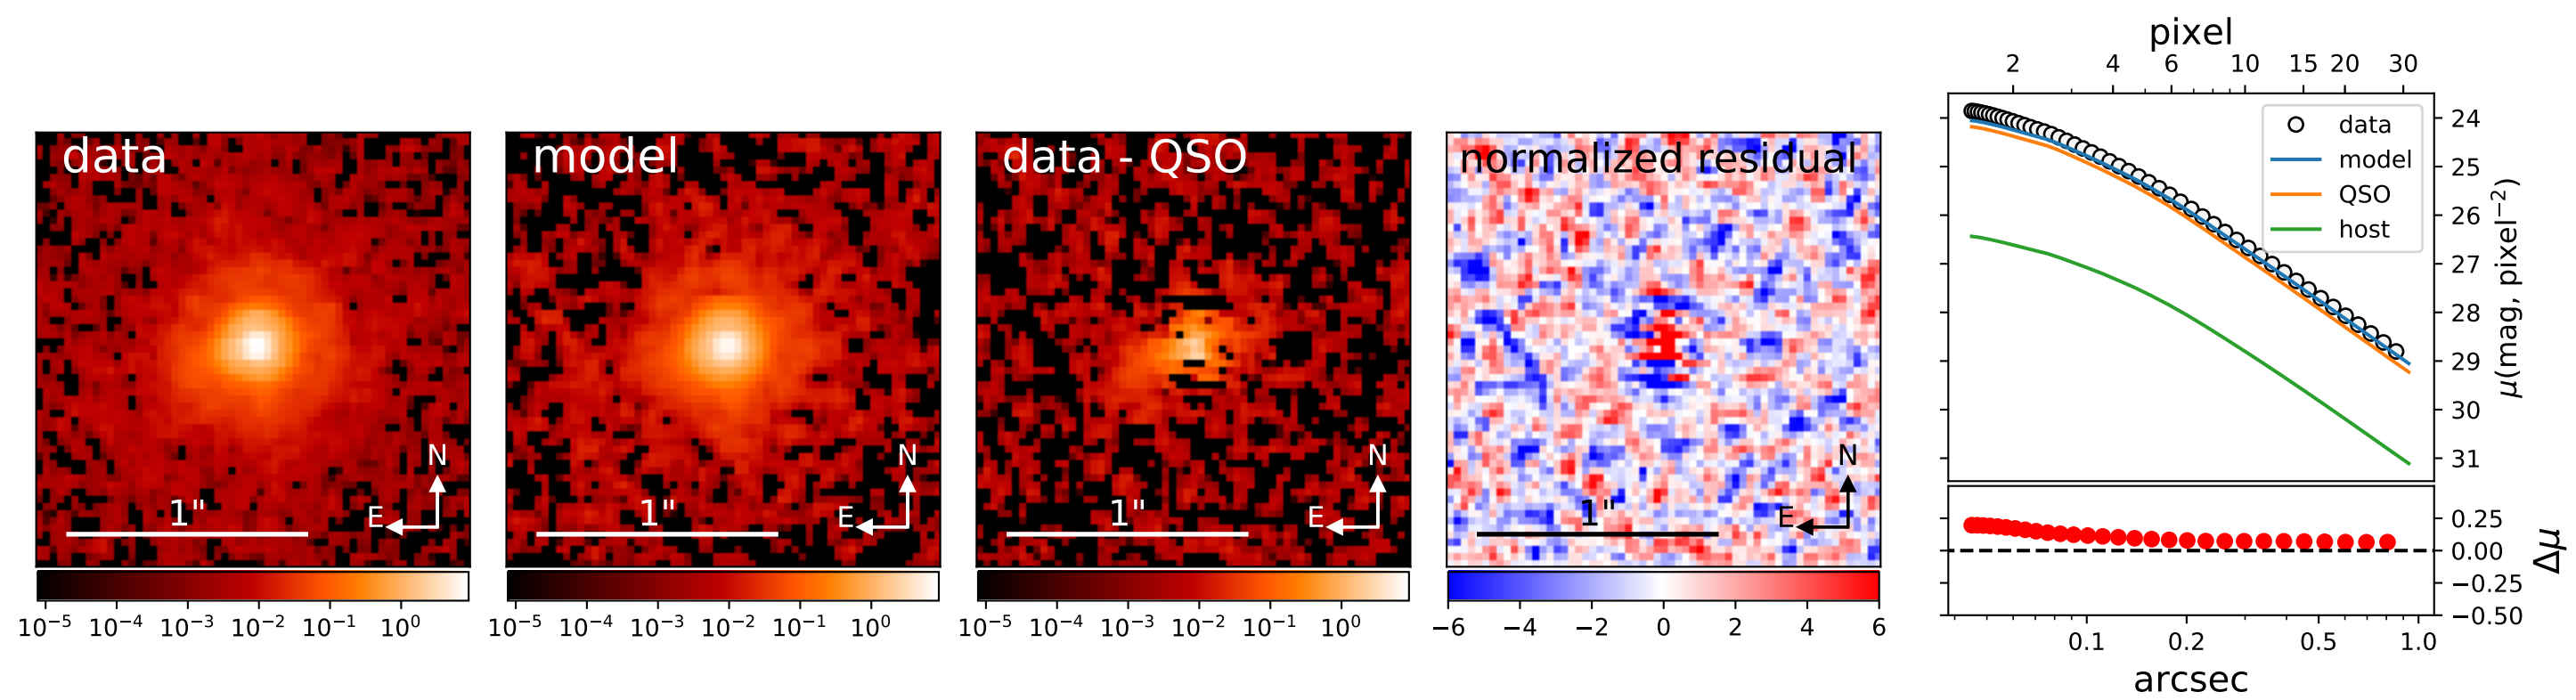 data
N
E
1"
10⁻⁵ 10⁻⁴ 10⁻³ 10⁻² 10⁻¹ 10⁰
model
N
E
1"
10⁻⁵ 10⁻⁴ 10⁻³ 10⁻² 10⁻¹ 10⁰
data - QSO
N
E
1"
10⁻⁵ 10⁻⁴ 10⁻³ 10⁻² 10⁻¹ 10⁰
normalized residual
N
E
1"
−6 −4 −2 0 2 4 6
pixel
2 4 6 10 15 20 30
data
model
QSO
host
24
25
26
27
28
29
30
31
μ(mag, pixel⁻²)
0.25
0.00
−0.25
−0.50
Δμ
0.1 0.2 0.5 1.0
arcsec